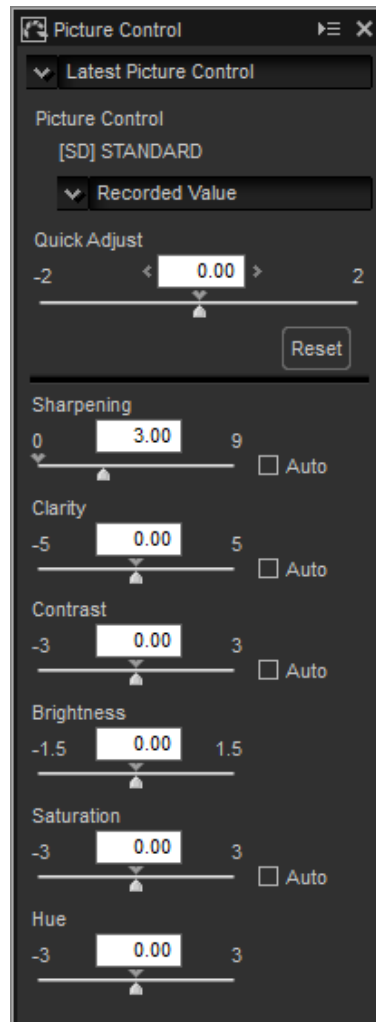 Picture Control
Latest Picture Control
Picture Control
[SD] STANDARD
Recorded Value
Quick Adjust
-2 0.00 2
Reset
Sharpening
0 3.00 9
Auto
Clarity
-5 0.00 5
Auto
Contrast
-3 0.00 3
Auto
Brightness
-1.5 0.00 1.5
Saturation
-3 0.00 3
Auto
Hue
-3 0.00 3